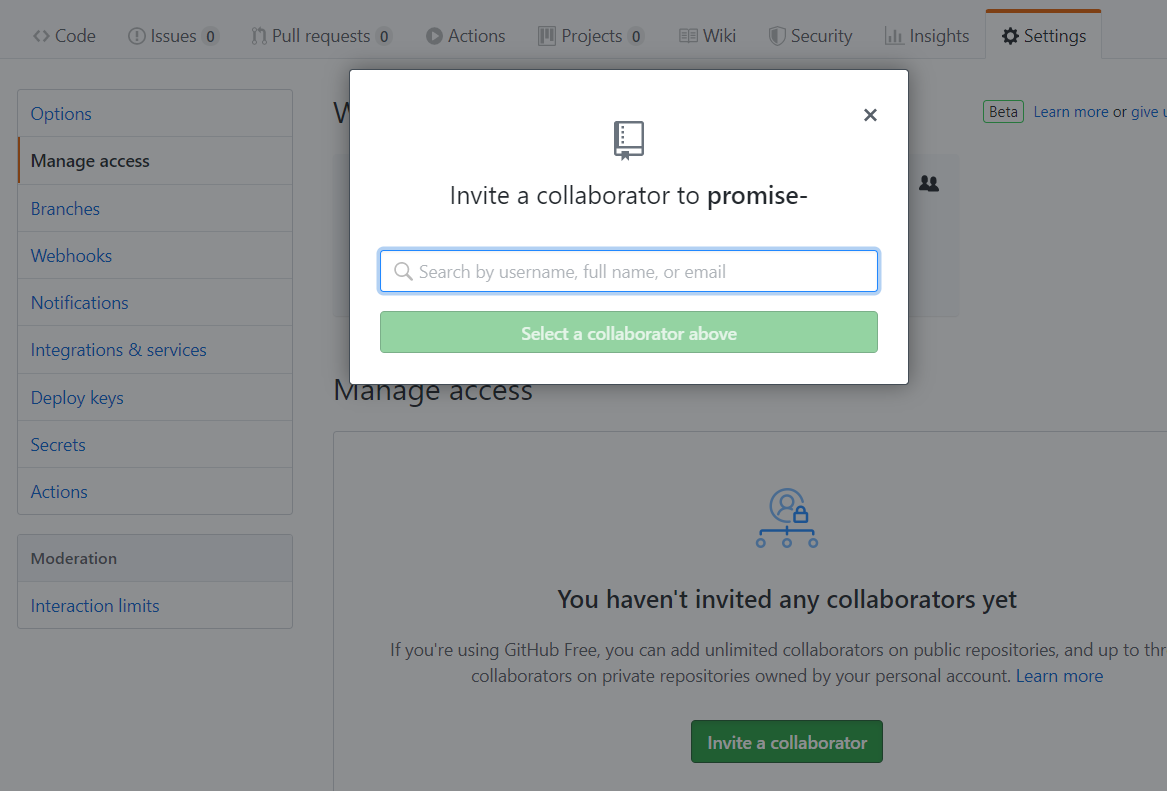 Code Issues 0 Pull requests 0 Actions Projects 0 Wiki Security Insights Settings
Options
Manage access
Branches
Webhooks
Notifications
Integrations & services
Deploy keys
Secrets
Actions
Moderation
Interaction limits
W
Beta Learn more or give u
Invite a collaborator to promise-
Search by username, full name, or email
Select a collaborator above
Manage access
You haven't invited any collaborators yet
If you're using GitHub Free, you can add unlimited collaborators on public repositories, and up to thr
collaborators on private repositories owned by your personal account. Learn more
Invite a collaborator